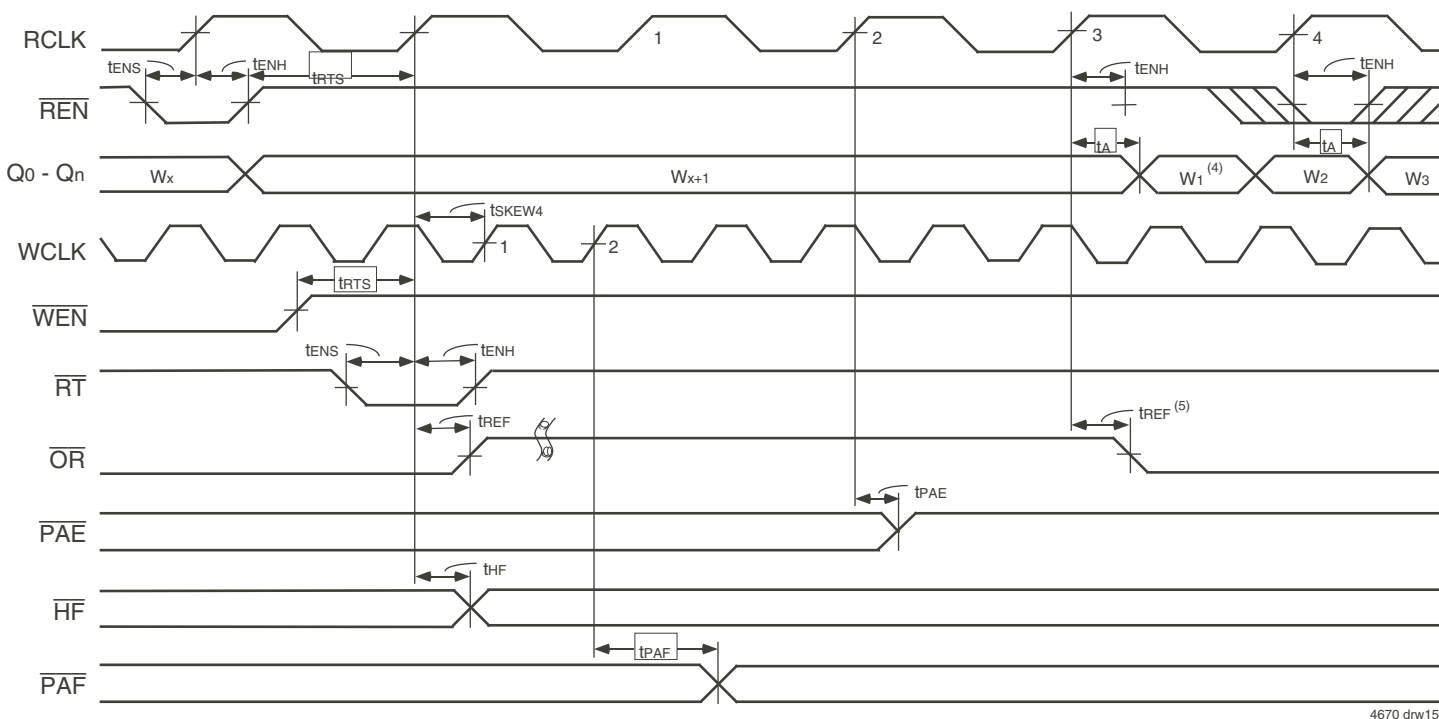 RCLK 1 2 3 4
tENS tENH tRTS tENH tENH
REN
tA tA
Q0 - Qn Wx Wx+1 W1 (4) W2 W3
tSKEW4
WCLK 1 2
tRTS
WEN
tENS tENH
RT
tREF tREF (5)
OR
tPAE
PAE
tHF
HF
tPAF
PAF
4670 drw15